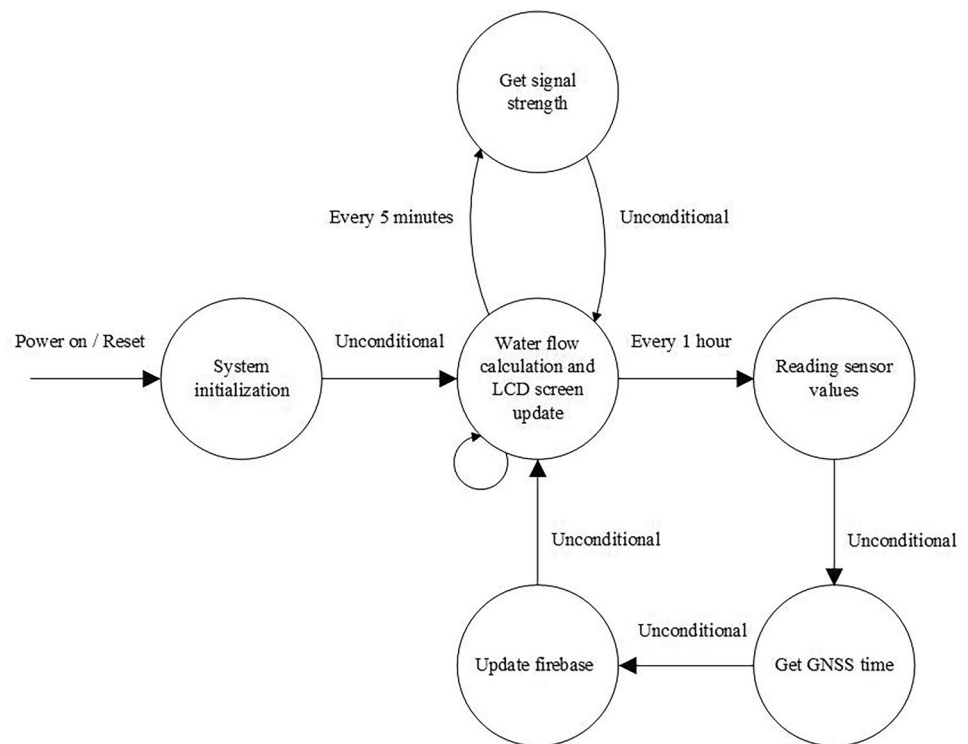 Get signal
strength
Every 5 minutes
Unconditional
Power on / Reset
System
initialization
Unconditional
Water flow
calculation and
LCD screen
update
Every 1 hour
Reading sensor
values
Unconditional
Unconditional
Unconditional
Update firebase
Get GNSS time